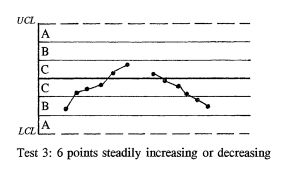 UCL
A
B
C
C
B
A
LCL
Test 3: 6 points steadily increasing or decreasing